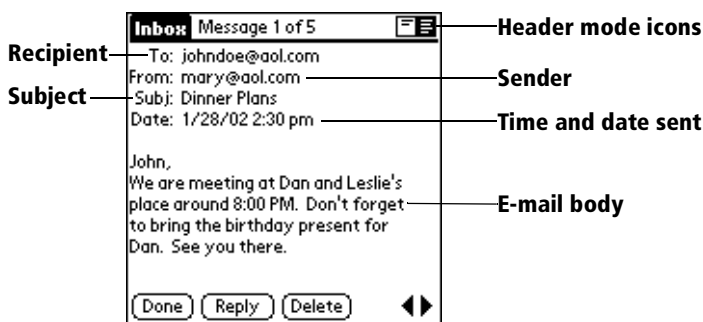 Inbox Message 1 of 5
Header mode icons
Recipient
To: johndoe@aol.com
From: mary@aol.com
Sender
Subject
Subj: Dinner Plans
Date: 1/28/02 2:30 pm
Time and date sent
John,
We are meeting at Dan and Leslie's
place around 8:00 PM. Don't forget
to bring the birthday present for
Dan. See you there.
E-mail body
Done Reply Delete